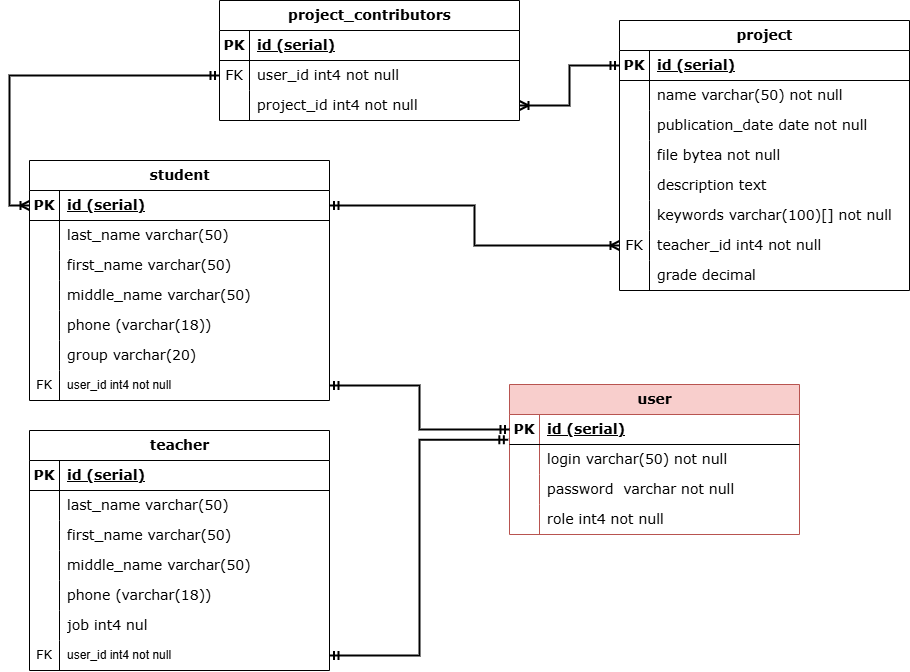 project_contributors
PK id (serial)
FK user_id int4 not null
project_id int4 not null
project
PK id (serial)
name varchar(50) not null
publication_date date not null
file bytea not null
description text
keywords varchar(100)[] not null
FK teacher_id int4 not null
grade decimal
student
PK id (serial)
last_name varchar(50)
first_name varchar(50)
middle_name varchar(50)
phone (varchar(18))
group varchar(20)
FK user_id int4 not null
user
PK id (serial)
login varchar(50) not null
password  varchar not null
role int4 not null
teacher
PK id (serial)
last_name varchar(50)
first_name varchar(50)
middle_name varchar(50)
phone (varchar(18))
job int4 nul
FK user_id int4 not null